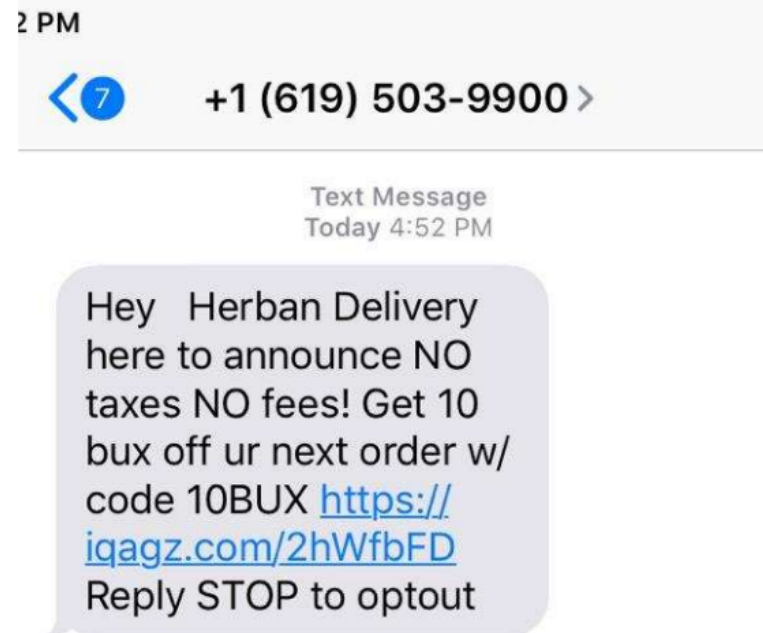 2 PM
7 +1 (619) 503-9900 >
Text Message
Today 4:52 PM
Hey   Herban Delivery
here to announce NO
taxes NO fees! Get 10
bux off ur next order w/
code 10BUX https://
iqagz.com/2hWfbFD
Reply STOP to optout